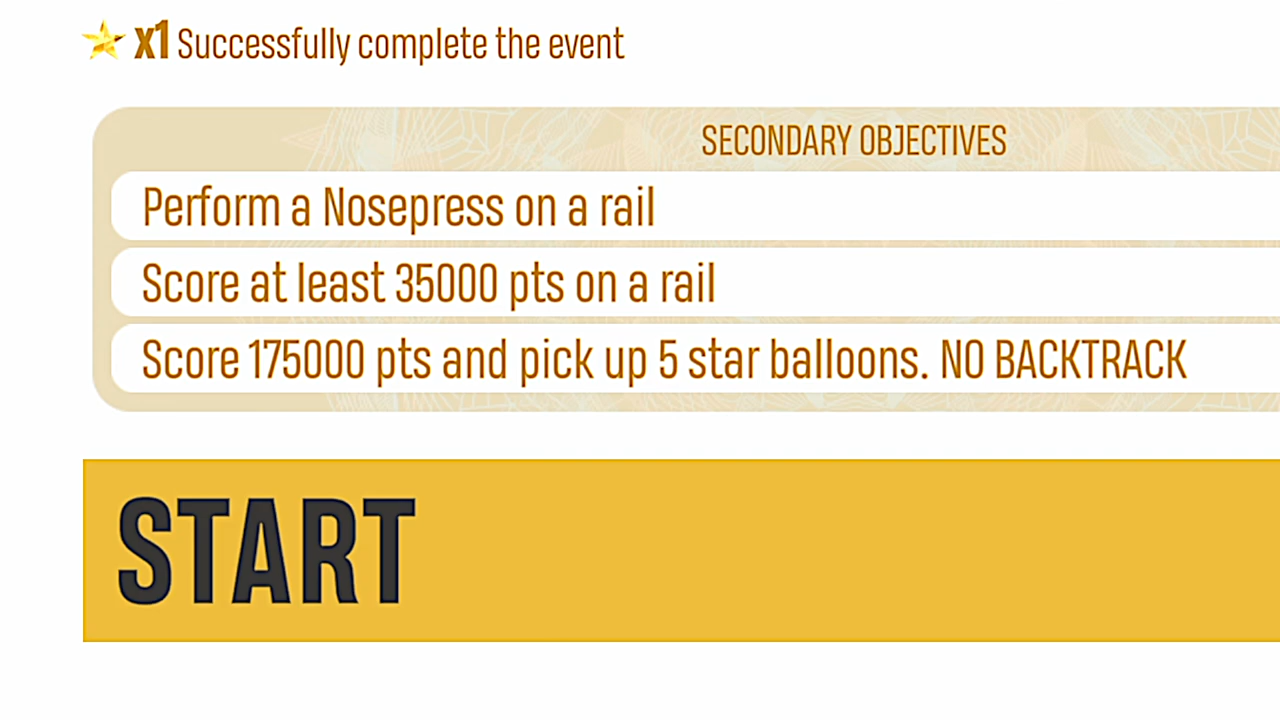 x1 Successfully complete the event
SECONDARY OBJECTIVES
Perform a Nosepress on a rail
Score at least 35000 pts on a rail
Score 175000 pts and pick up 5 star balloons. NO BACKTRACK
START